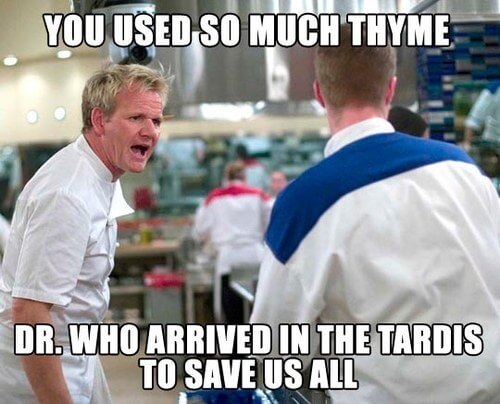 YOU USED SO MUCH THYME
DR. WHO ARRIVED IN THE TARDIS
TO SAVE US ALL